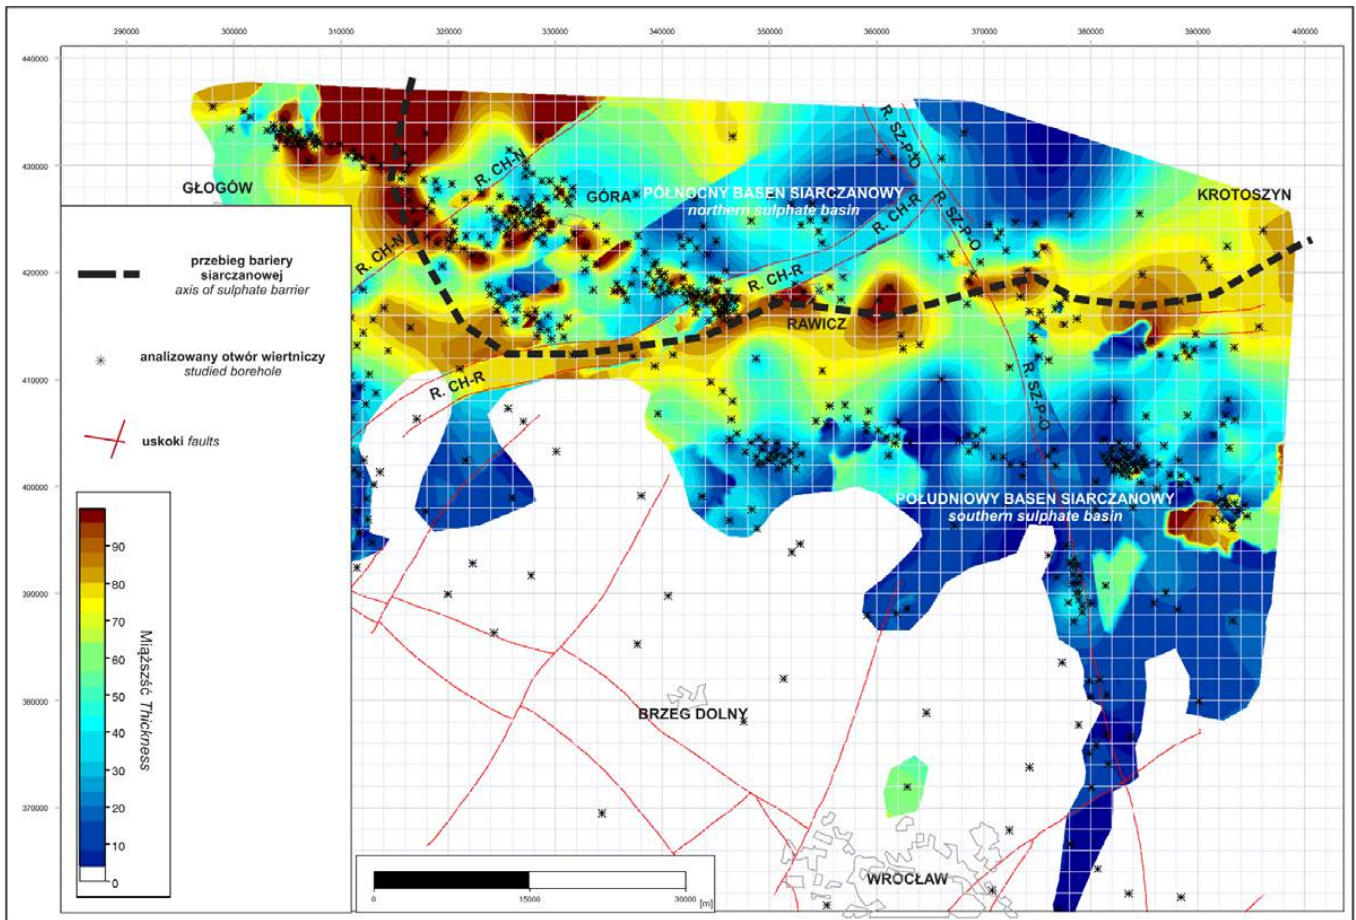 290000 300000 310000 320000 330000 340000 350000 360000 370000 380000 390000 400000
440000
430000
420000
410000
400000
390000
380000
370000
GŁOGÓW
R. CH-N
GÓRA
PÓŁNOCNY BASEN SIARCZANOWY
northern sulphate basin
R. SZ-P-O
R. CH-R
R. SZ-P-O
KROTOSZYN
R. CH-N
R. CH-R
RAWICZ
R. CH-R
R. SZ-P-O
POŁUDNIOWY BASEN SIARCZANOWY
southern sulphate basin
BRZEG DOLNY
WROCŁAW
przebieg bariery
siarczanowej
axis of sulphate barrier
analizowany otwór wiertniczy
studied borehole
uskoki faults
90
80
70
60
50
40
30
20
10
0
Miąższść Thickness
15000
30000
[m]